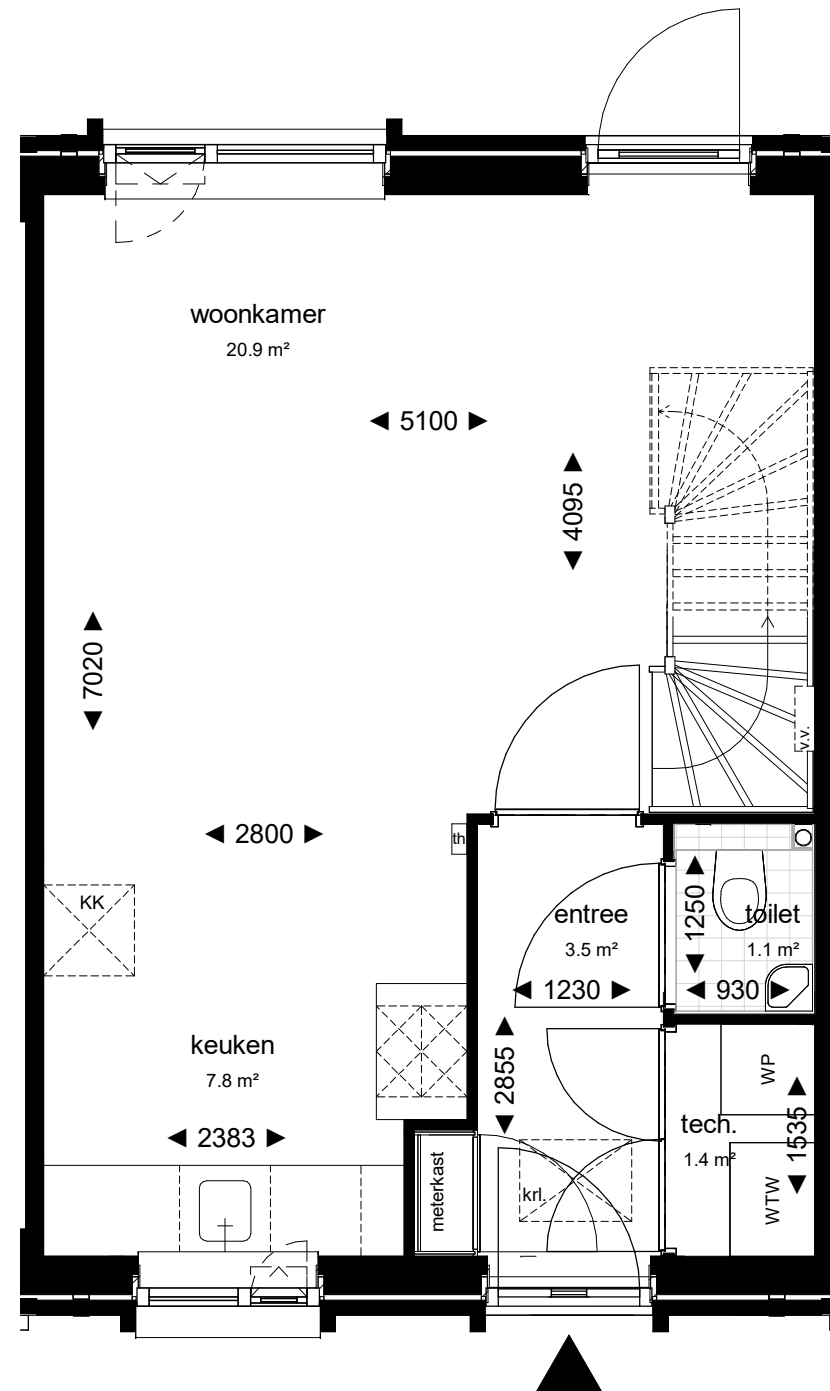 woonkamer
20.9 m²
5100
4095
7020
v.v.
2800
th
KK
entree
3.5 m²
1250
toilet
1.1 m²
1230
930
keuken
7.8 m²
2855
WP
tech.
1.4 m²
1535
2383
meterkast
krl.
WTW